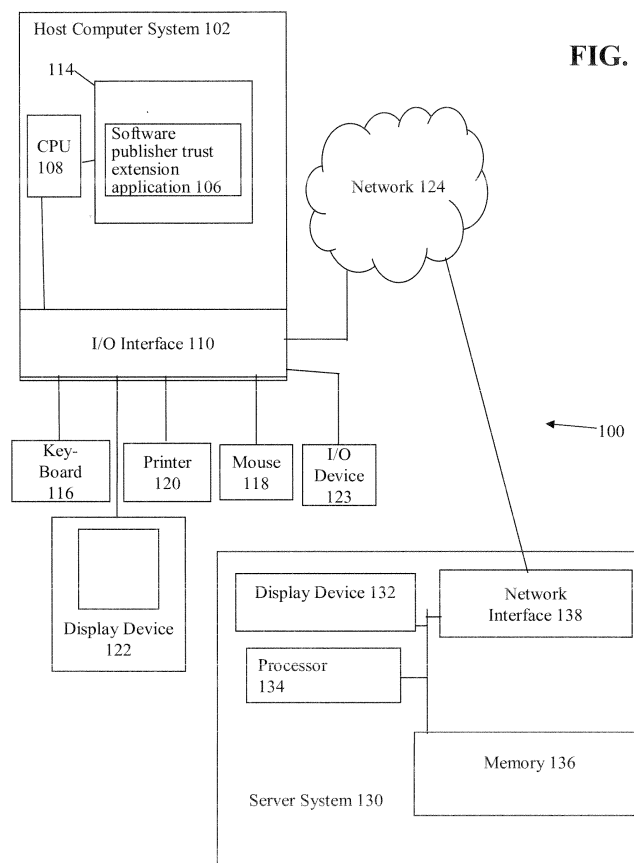 Host Computer System 102
FIG.
114
CPU
108
Software
publisher trust
extension
application 106
Network 124
I/O Interface 110
100
Key-
Board
116
Printer
120
Mouse
118
I/O
Device
123
Display Device
122
Display Device 132
Network
Interface 138
Processor
134
Memory 136
Server System 130